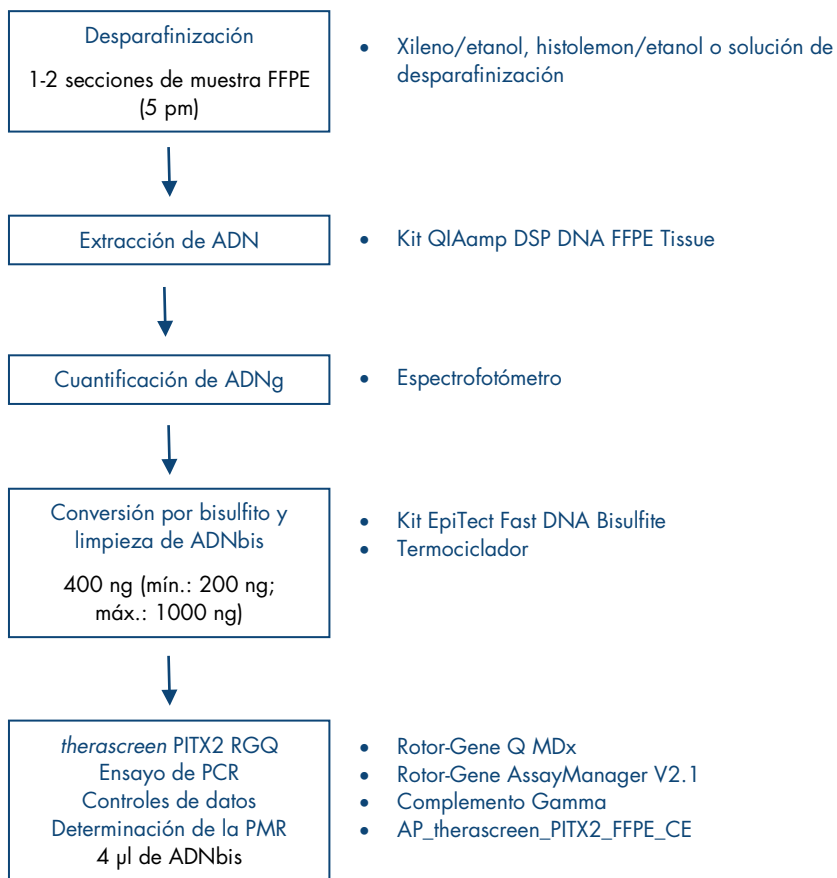 Desparafinización
1-2 secciones de muestra FFPE
(5 pm)
• Xileno/etanol, histolemon/etanol o solución de
desparafinización
Extracción de ADN
• Kit QIAamp DSP DNA FFPE Tissue
Cuantificación de ADNg
• Espectrofotómetro
Conversión por bisulfito y
limpieza de ADNbis
400 ng (mín.: 200 ng;
máx.: 1000 ng)
• Kit EpiTect Fast DNA Bisulfite
• Termociclador
therascreen PITX2 RGQ
Ensayo de PCR
Controles de datos
Determinación de la PMR
4 µl de ADNbis
• Rotor-Gene Q MDx
• Rotor-Gene AssayManager V2.1
• Complemento Gamma
• AP_therascreen_PITX2_FFPE_CE